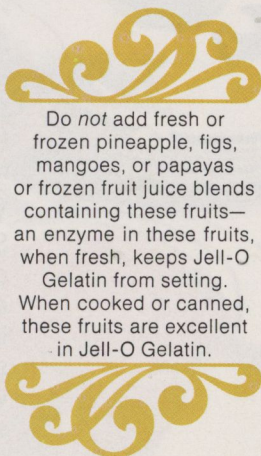 Do not add fresh or
frozen pineapple, figs,
mangoes, or papayas
or frozen fruit juice blends
containing these fruits—
an enzyme in these fruits,
when fresh, keeps Jell-O
Gelatin from setting.
When cooked or canned,
these fruits are excellent
in Jell-O Gelatin.